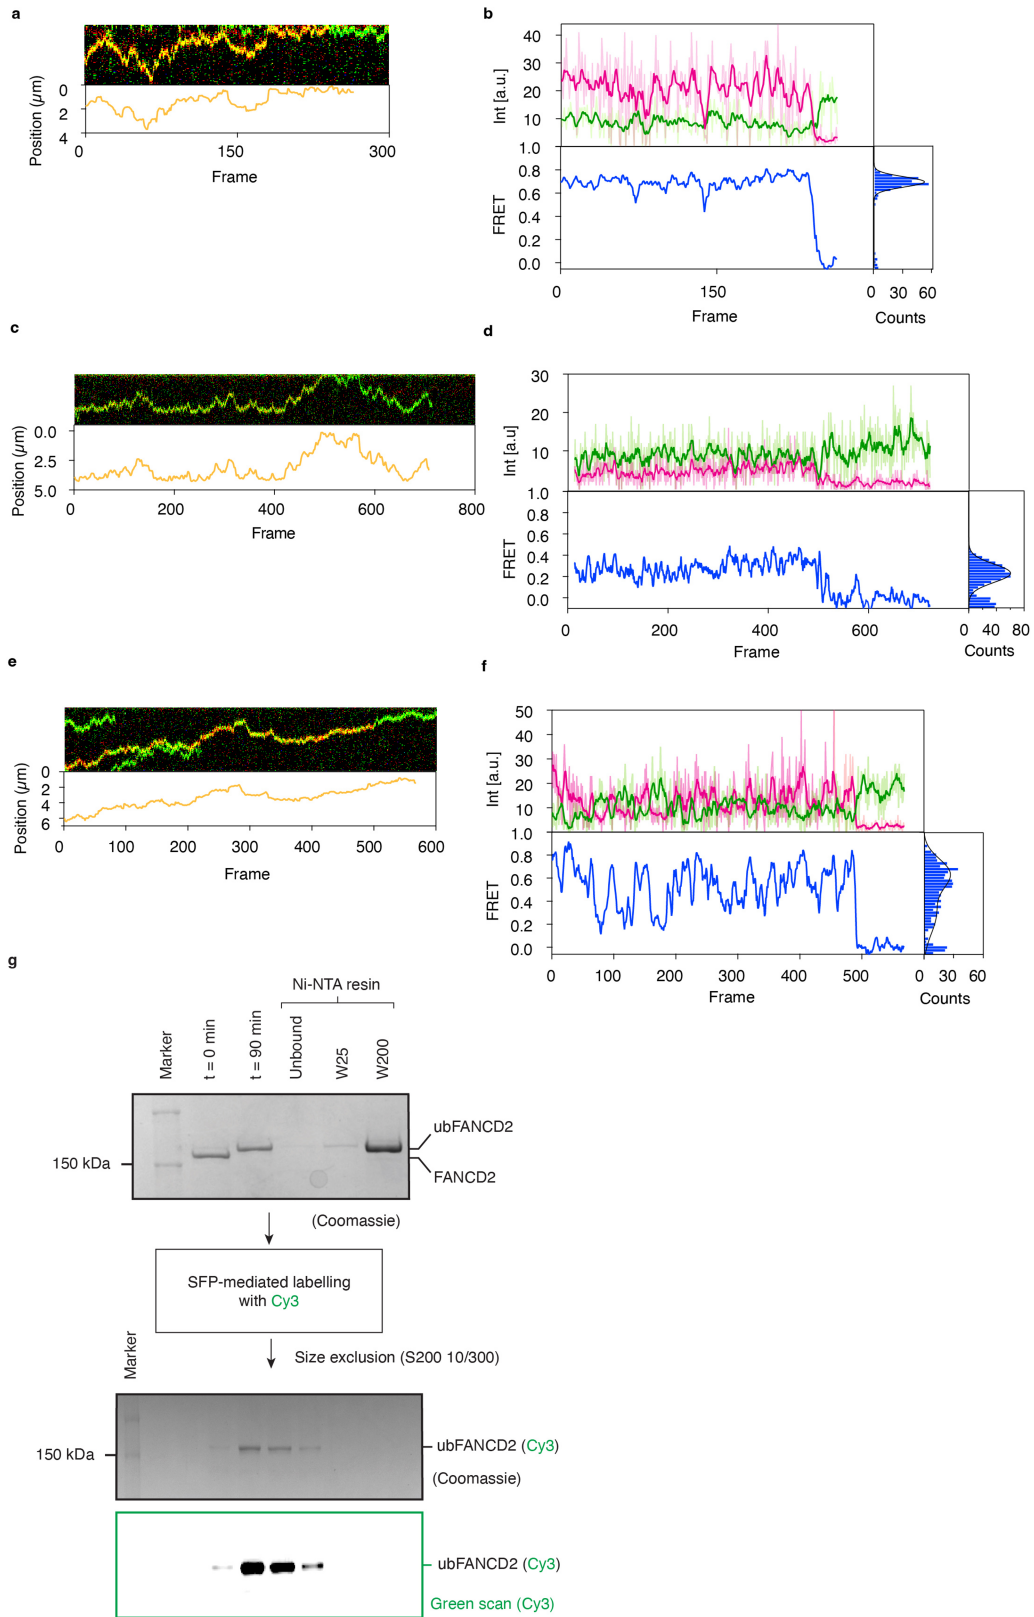 a
Position (µm)
0
2
4
0
150
300
Frame
b
Int [a.u.]
40
30
20
10
FRET
1.0
0.8
0.6
0.4
0.2
0.0
0
150
Frame
0 30 60
Counts
c
Position (µm)
0.0
2.5
5.0
0
200
400
600
800
Frame
d
Int [a.u]
30
20
10
FRET
1.0
0.8
0.6
0.4
0.2
0.0
0
200
400
600
Frame
0 40 80
Counts
e
Position (µm)
0
2
4
6
0
100
200
300
400
500
600
Frame
f
Int [a.u.]
50
40
30
20
10
FRET
1.0
0.8
0.6
0.4
0.2
0.0
0
100
200
300
400
500
Frame
0 30 60
Counts
g
Ni-NTA resin
Marker
t = 0 min
t = 90 min
Unbound
W25
W200
150 kDa
ubFANCD2
FANCD2
(Coomassie)
SFP-mediated labelling
with Cy3
Size exclusion (S200 10/300)
Marker
150 kDa
ubFANCD2 (Cy3)
(Coomassie)
ubFANCD2 (Cy3)
Green scan (Cy3)